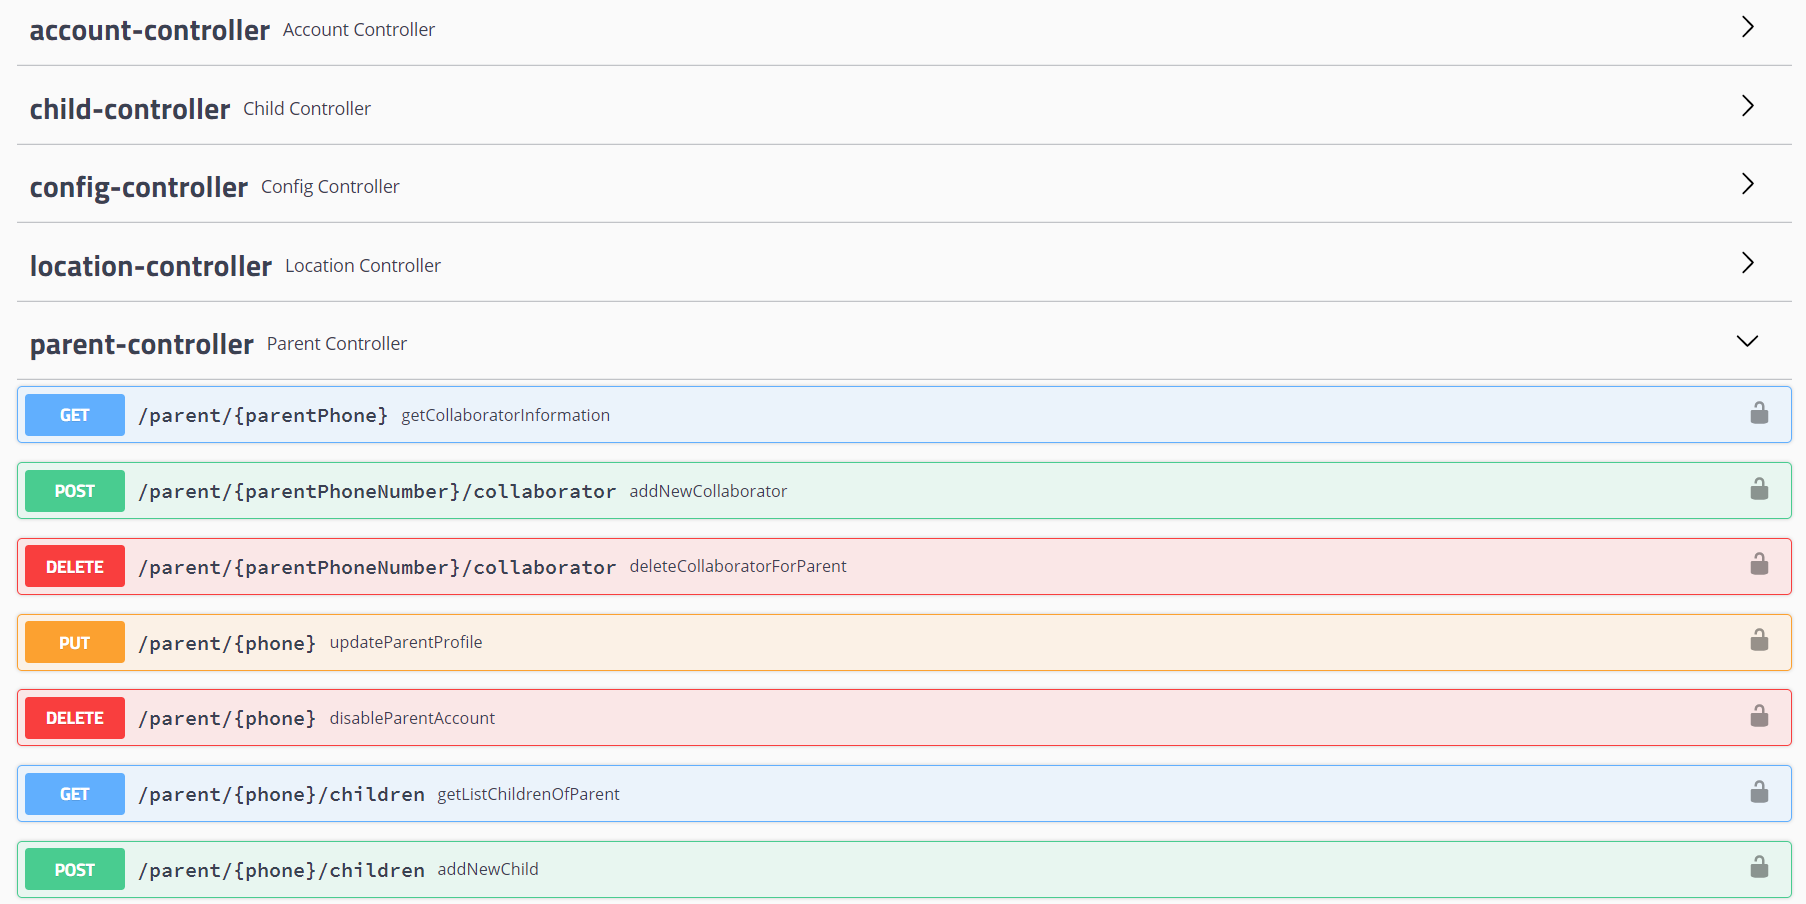 account-controller Account Controller
child-controller Child Controller
config-controller Config Controller
location-controller Location Controller
parent-controller Parent Controller
GET /parent/{parentPhone} getCollaboratorInformation
POST /parent/{parentPhoneNumber}/collaborator addNewCollaborator
DELETE /parent/{parentPhoneNumber}/collaborator deleteCollaboratorForParent
PUT /parent/{phone} updateParentProfile
DELETE /parent/{phone} disableParentAccount
GET /parent/{phone}/children getListChildrenOfParent
POST /parent/{phone}/children addNewChild